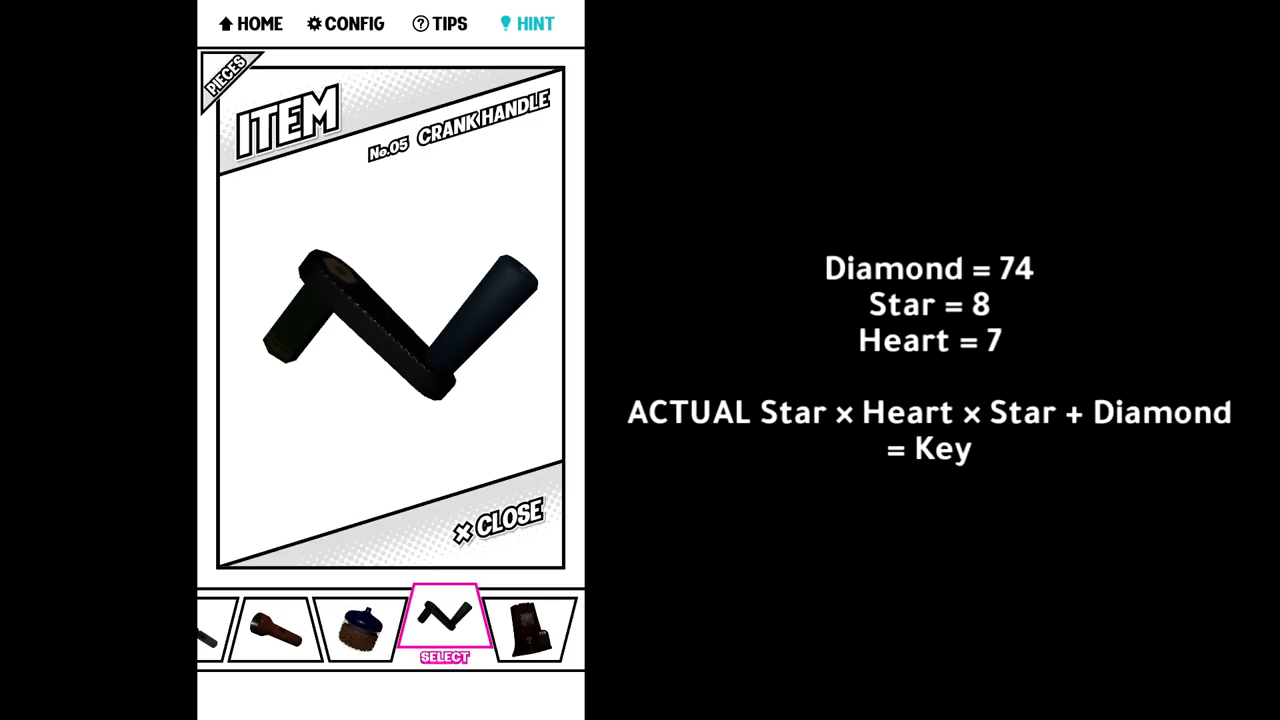 HOME CONFIG TIPS HINT
PIECES
ITEM
No.05 CRANK HANDLE
× CLOSE
SELECT
Diamond = 74
Star = 8
Heart = 7
ACTUAL Star × Heart × Star + Diamond
= Key